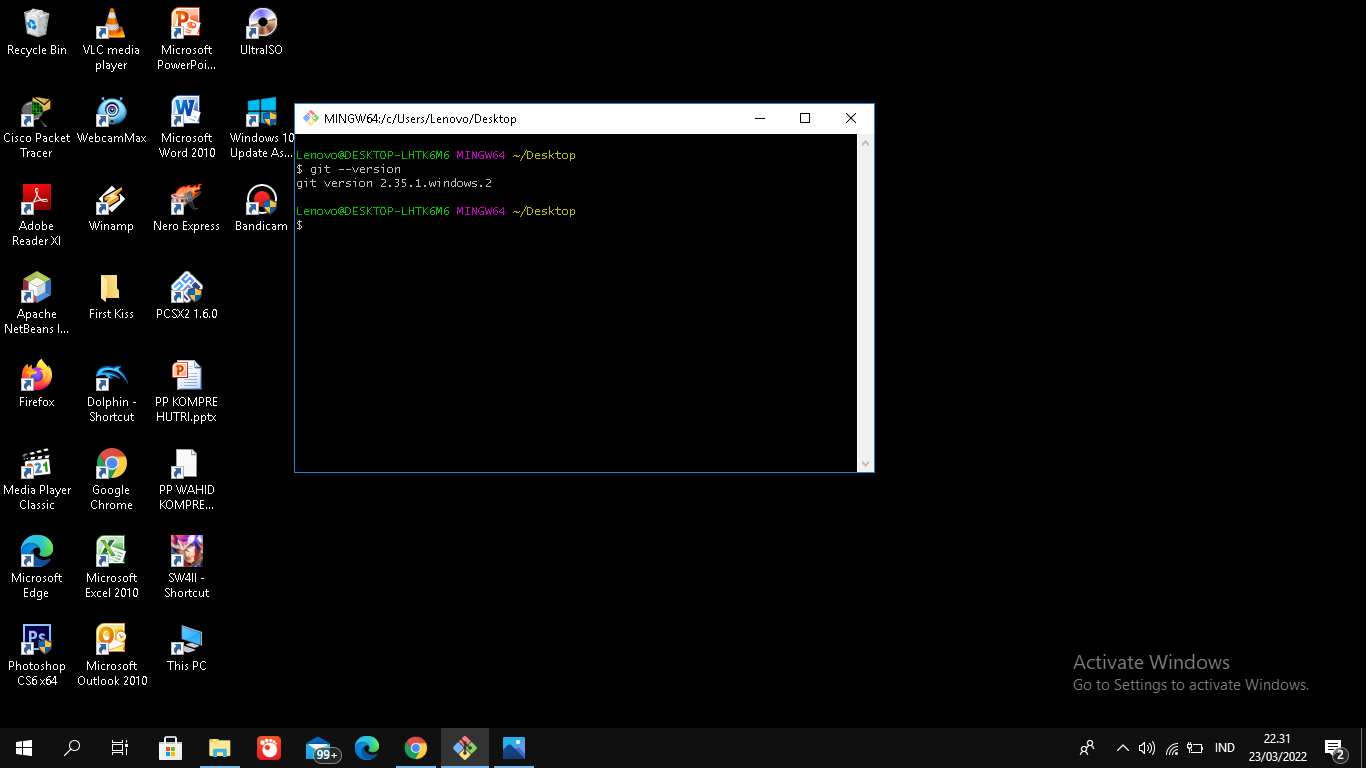 Recycle Bin
VLC media
player
Microsoft
PowerPoi...
UltraISO
Cisco Packet
Tracer
WebcamMax
Microsoft
Word 2010
Windows 10
Update As...
Adobe
Reader XI
Winamp
Nero Express
Bandicam
Apache
NetBeans I...
First Kiss
PCSX2 1.6.0
Firefox
Dolphin -
Shortcut
PP KOMPRE
HUTRI.pptx
Media Player
Classic
Google
Chrome
PP WAHID
KOMPRE...
Microsoft
Edge
Microsoft
Excel 2010
SW4II -
Shortcut
Photoshop
CS6 x64
Microsoft
Outlook 2010
This PC
MINGW64:/c/Users/Lenovo/Desktop
Lenovo@DESKTOP-LHTK6M6 MINGW64 ~/Desktop
$ git --version
git version 2.35.1.windows.2
Lenovo@DESKTOP-LHTK6M6 MINGW64 ~/Desktop
$
Activate Windows
Go to Settings to activate Windows.
99+
IND
22.31
23/03/2022
2